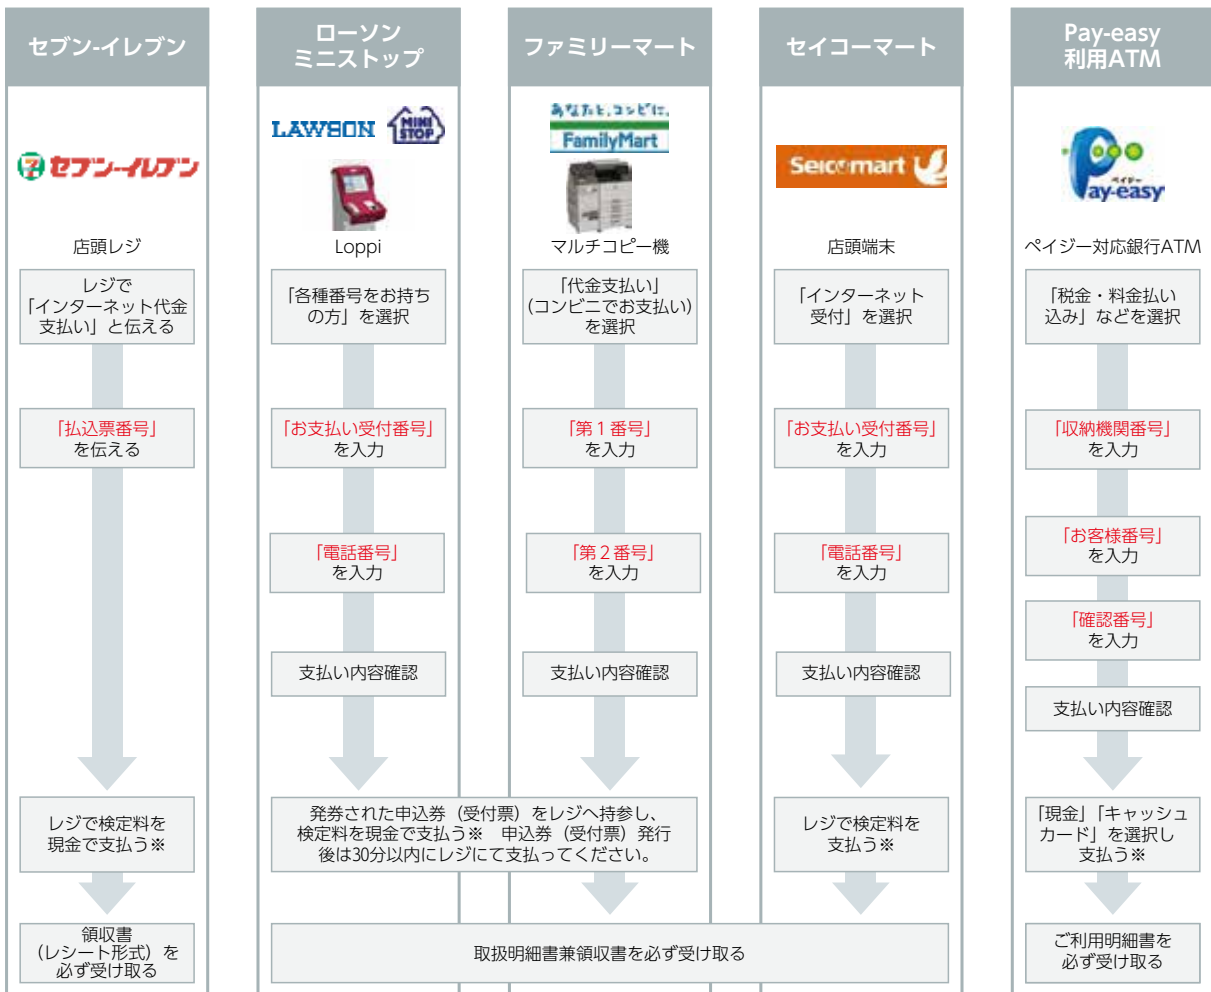 セブン-イレブン
セブン-イレブン
店頭レジ
レジで
「インターネット代金
支払い」と伝える
「払込票番号」
を伝える
レジで検定料を
現金で支払う※
領収書
(レシート形式) を
必ず受け取る
ローソン
ミニストップ
LAWSON
MINI
STOP
Loppi
「各種番号をお持ち
の方」を選択
「お支払い受付番号」
を入力
「電話番号」
を入力
支払い内容確認
ファミリーマート
あなたと、コンビに、
FamilyMart
マルチコピー機
「代金支払い」
(コンビニでお支払い)
を選択
「第１番号」
を入力
「第２番号」
を入力
支払い内容確認
発券された申込券（受付票）をレジへ持参し、
検定料を現金で支払う※　申込券（受付票）発行
後は30分以内にレジにて支払ってください。
セイコーマート
Seicomart
店頭端末
「インターネット
受付」を選択
「お支払い受付番号」
を入力
「電話番号」
を入力
支払い内容確認
レジで検定料を
支払う※
取扱明細書兼領収書を必ず受け取る
Pay-easy
利用ATM
ペイジー
Pay-easy
ペイジー対応銀行ATM
「税金・料金払い
込み」などを選択
「収納機関番号」
を入力
「お客様番号」
を入力
「確認番号」
を入力
支払い内容確認
「現金」「キャッシュ
カード」を選択し
支払う※
ご利用明細書を
必ず受け取る